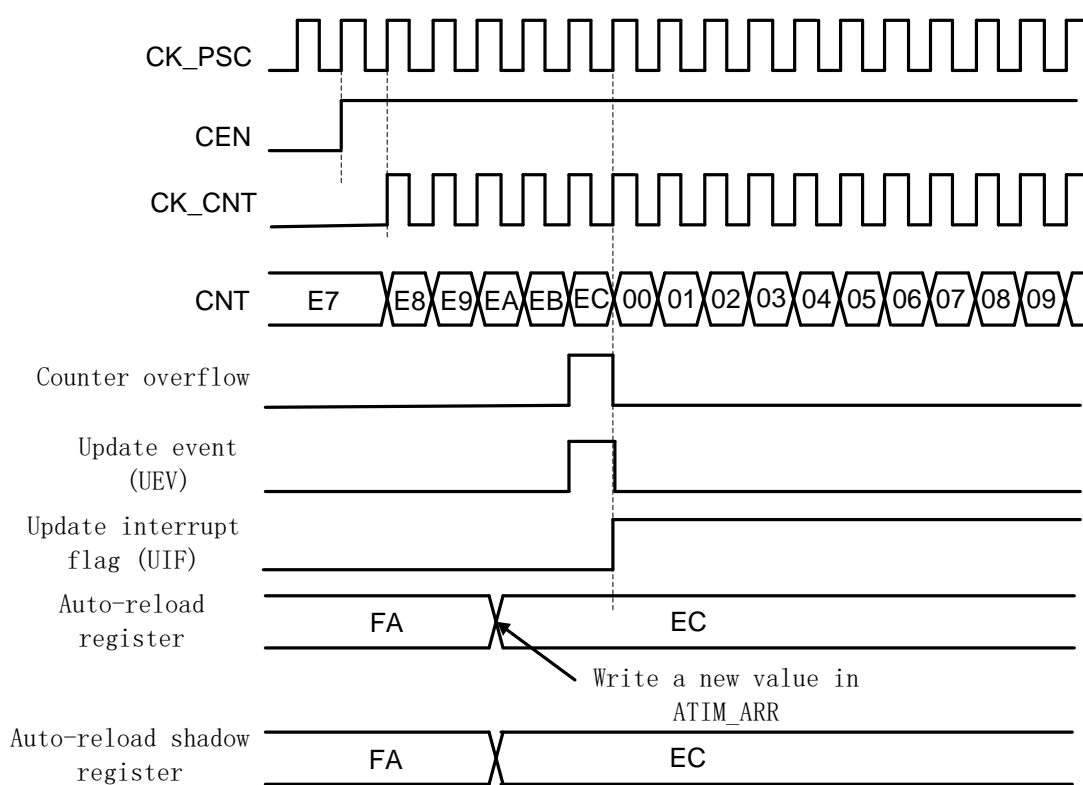 CK_PSC
CEN
CK_CNT
CNT E7 E8 E9 EA EB EC 00 01 02 03 04 05 06 07 08 09
Counter overflow
Update event
(UEV)
Update interrupt
flag (UIF)
Auto-reload
register
FA EC
Write a new value in
ATIM_ARR
Auto-reload shadow
register
FA EC